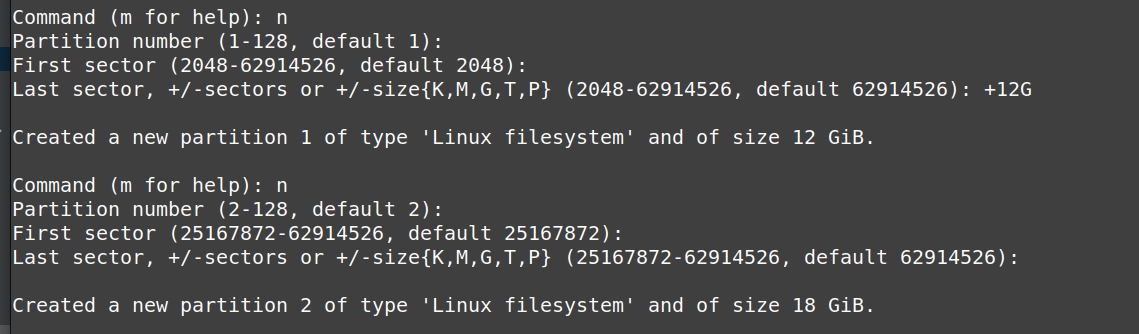 Command (m for help): n
Partition number (1-128, default 1):
First sector (2048-62914526, default 2048):
Last sector, +/-sectors or +/-size{K,M,G,T,P} (2048-62914526, default 62914526): +12G
Created a new partition 1 of type 'Linux filesystem' and of size 12 GiB.
Command (m for help): n
Partition number (2-128, default 2):
First sector (25167872-62914526, default 25167872):
Last sector, +/-sectors or +/-size{K,M,G,T,P} (25167872-62914526, default 62914526):
Created a new partition 2 of type 'Linux filesystem' and of size 18 GiB.